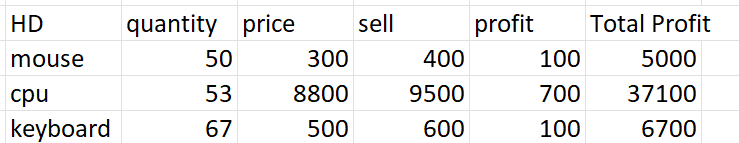 HD quantity price sell profit Total Profit
mouse 50 300 400 100 5000
cpu 53 8800 9500 700 37100
keyboard 67 500 600 100 6700